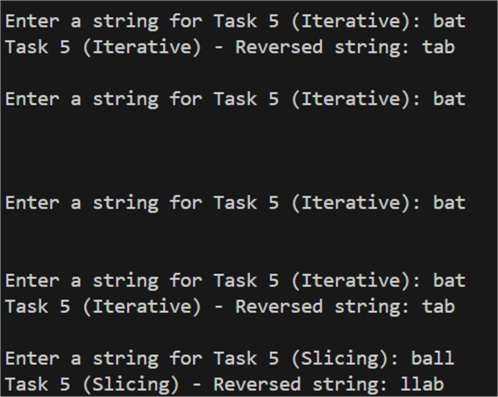 Enter a string for Task 5 (Iterative): bat
Task 5 (Iterative) - Reversed string: tab
Enter a string for Task 5 (Iterative): bat
Enter a string for Task 5 (Iterative): bat
Enter a string for Task 5 (Iterative): bat
Task 5 (Iterative) - Reversed string: tab
Enter a string for Task 5 (Slicing): ball
Task 5 (Slicing) - Reversed string: llab